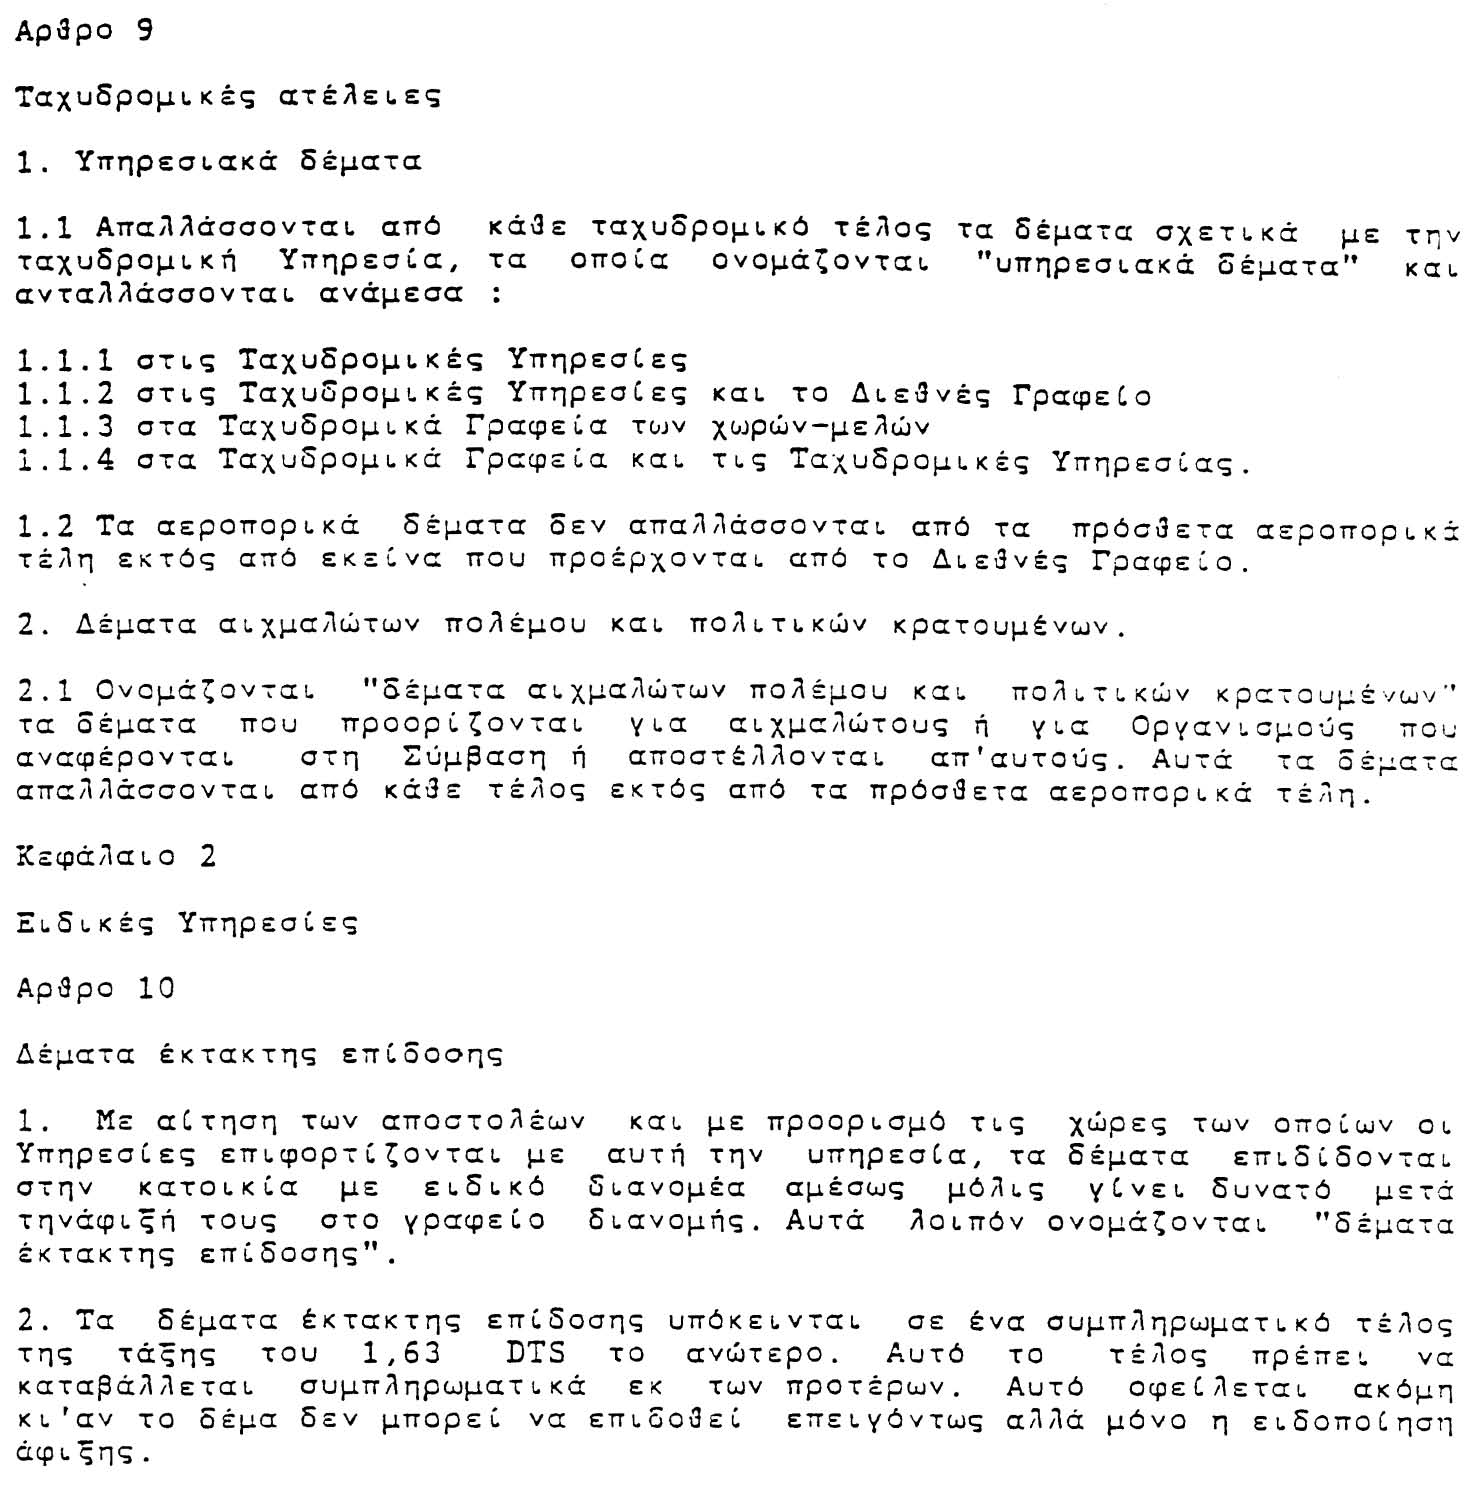 Αρθρο 9
Ταχυδρομικές ατέλειες
1. Υπηρεσιακά δέματα
1.1 Απαλλάσσονται από κάθε ταχυδρομικό τέλος τα δέματα σχετικά με την
ταχυδρομική Υπηρεσία, τα οποία ονομάζονται "υπηρεσιακά δέματα" και
ανταλλάσσονται ανάμεσα :
1.1.1 στις Ταχυδρομικές Υπηρεσίες
1.1.2 στις Ταχυδρομικές Υπηρεσίες και το Διεθνές Γραφείο
1.1.3 στα Ταχυδρομικά Γραφεία των χωρών-μελών
1.1.4 στα Ταχυδρομικά Γραφεία και τις Ταχυδρομικές Υπηρεσίας.
1.2 Τα αεροπορικά δέματα δεν απαλλάσσονται από τα πρόσθετα αεροπορικά
τέλη εκτός από εκείνα που προέρχονται από το Διεθνές Γραφείο.
2. Δέματα αιχμαλώτων πολέμου και πολιτικών κρατουμένων.
2.1 Ονομάζονται "δέματα αιχμαλώτων πολέμου και πολιτικών κρατουμένων"
τα δέματα που προορίζονται για αιχμαλώτους ή για Οργανισμούς που
αναφέρονται στη Σύμβαση ή αποστέλλονται απ'αυτούς. Αυτά τα δέματα
απαλλάσσονται από κάθε τέλος εκτός από τα πρόσθετα αεροπορικά τέλη.
Κεφάλαιο 2
Ειδικές Υπηρεσίες
Αρθρο 10
Δέματα έκτακτης επίδοσης
1. Με αίτηση των αποστολέων και με προορισμό τις χώρες των οποίων οι
Υπηρεσίες επιφορτίζονται με αυτή την υπηρεσία, τα δέματα επιδίδονται
στην κατοικία με ειδικό διανομέα αμέσως μόλις γίνει δυνατό μετά
τηνάφιξή τους στο γραφείο διανομής. Αυτά λοιπόν ονομάζονται "δέματα
έκτακτης επίδοσης".
2. Τα δέματα έκτακτης επίδοσης υπόκεινται σε ένα συμπληρωματικό τέλος
της τάξης του 1,63 DTS το ανώτερο. Αυτό το τέλος πρέπει να
καταβάλλεται συμπληρωματικά εκ των προτέρων. Αυτό οφείλεται ακόμη
κι'αν το δέμα δεν μπορεί να επιδοθεί επειγόντως αλλά μόνο η ειδοποίηση
άφιξης.